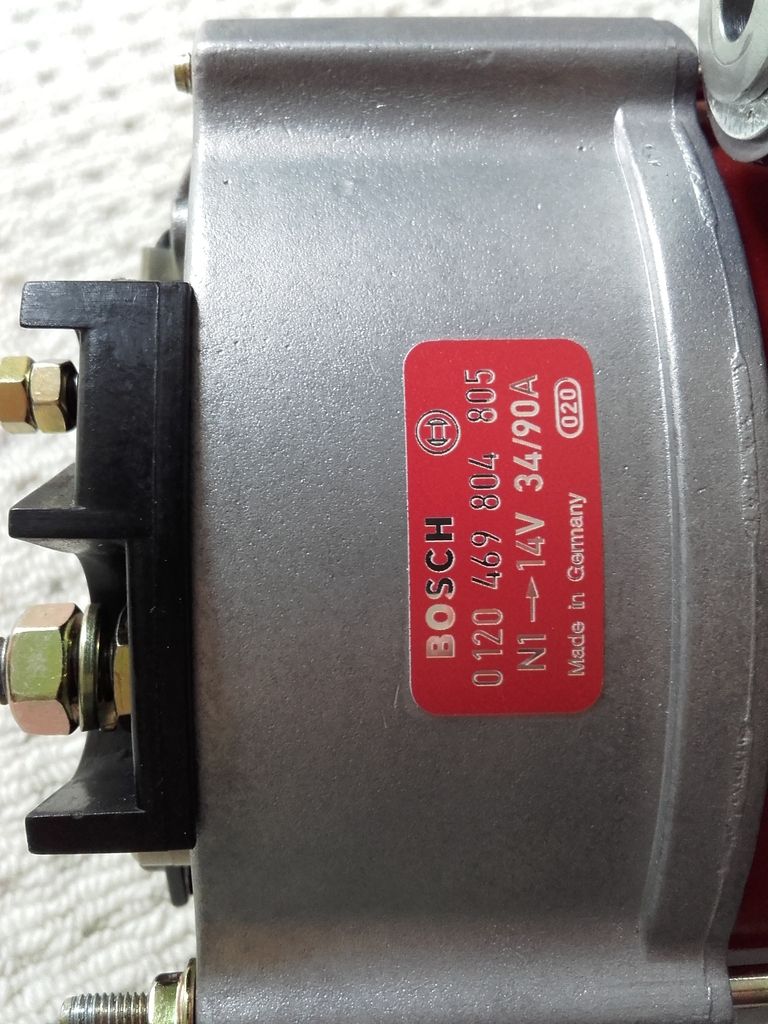 BOSCH
0 120 469 804 805
N1 → 14V 34/90A
Made in Germany 020